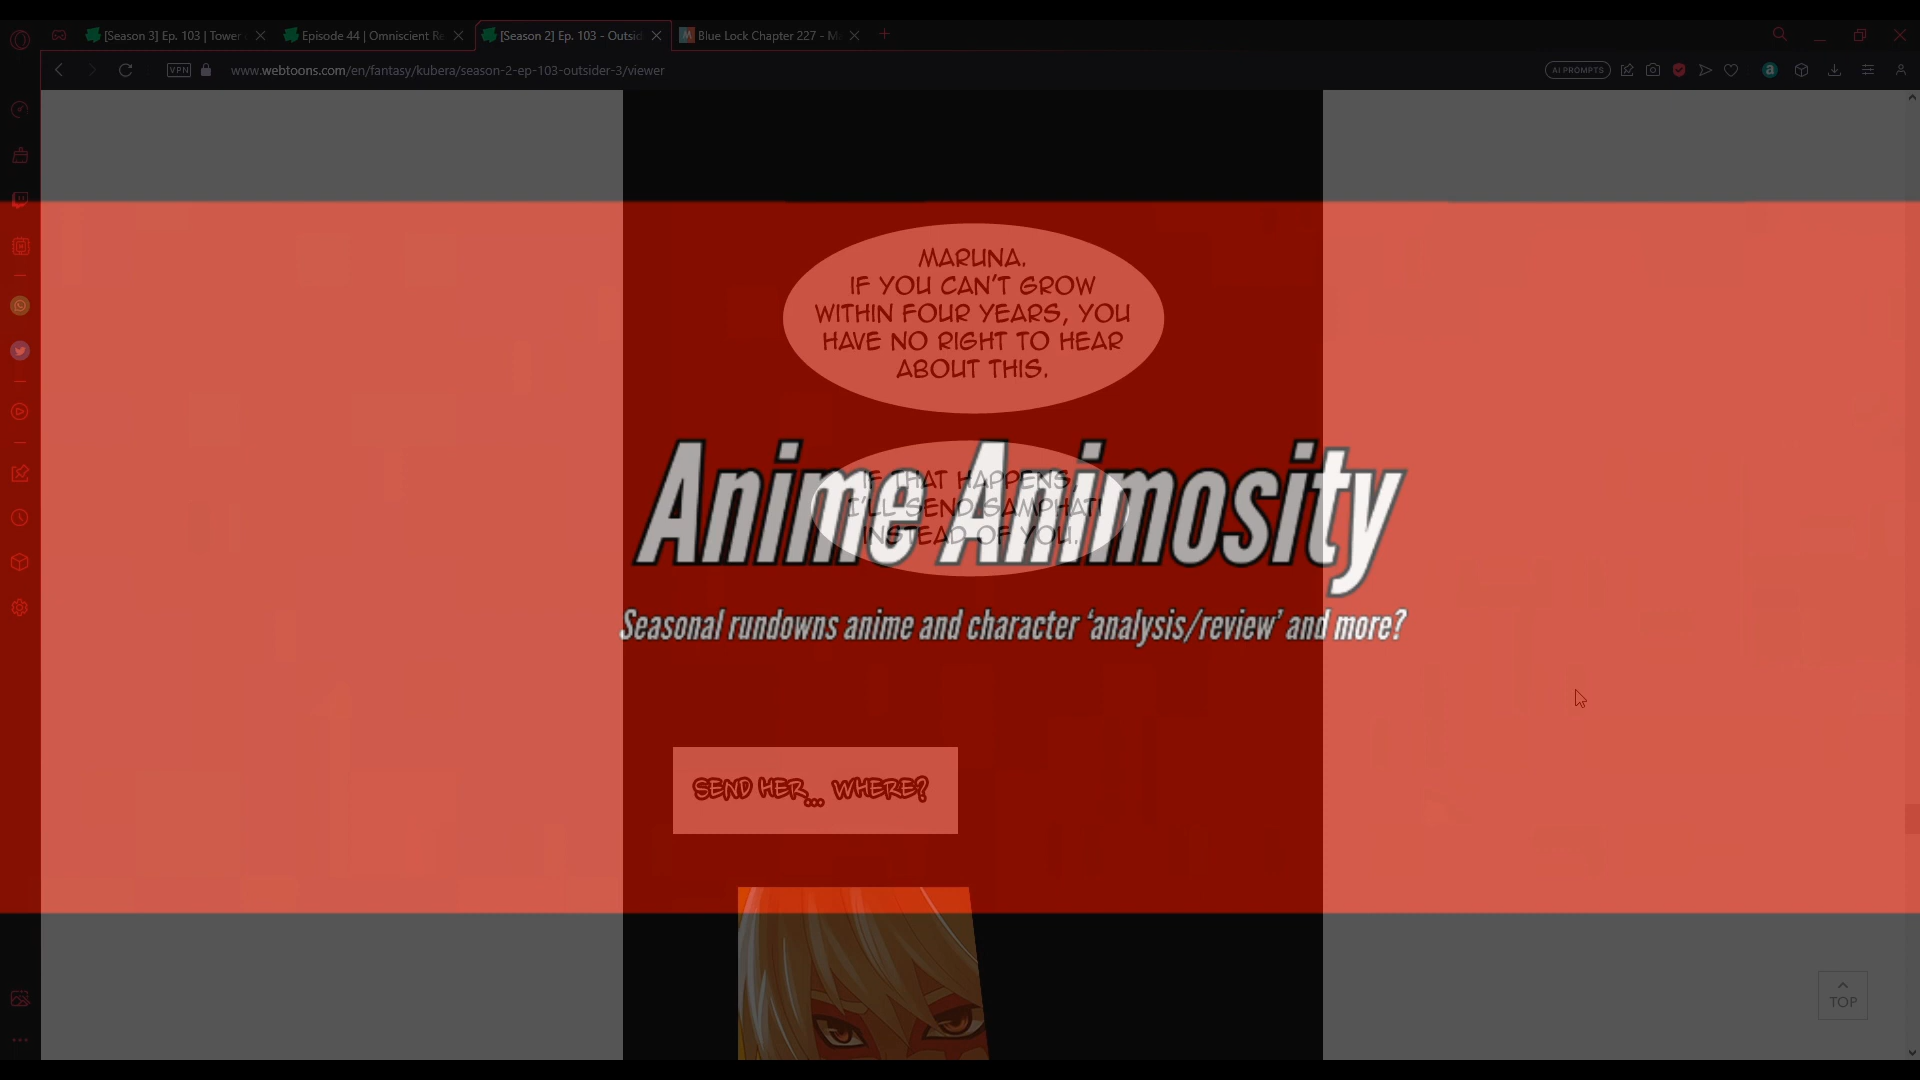 [Season 3] Ep. 103 | Tower
Episode 44 | Omniscient Re
[Season 2] Ep. 103 - Outsid
Blue Lock Chapter 227 - M
VPN
www.webtoons.com/en/fantasy/kubera/season-2-ep-103-outsider-3/viewer
AI PROMPTS
a
MARUNA.
IF YOU CAN'T GROW
WITHIN FOUR YEARS, YOU
HAVE NO RIGHT TO HEAR
ABOUT THIS.
IF THAT HAPPENS,
I'LL SEND SAMPHATI
INSTEAD OF YOU.
Anime Animosity
Seasonal rundowns anime and character 'analysis/review' and more?
SEND HER... WHERE?
TOP